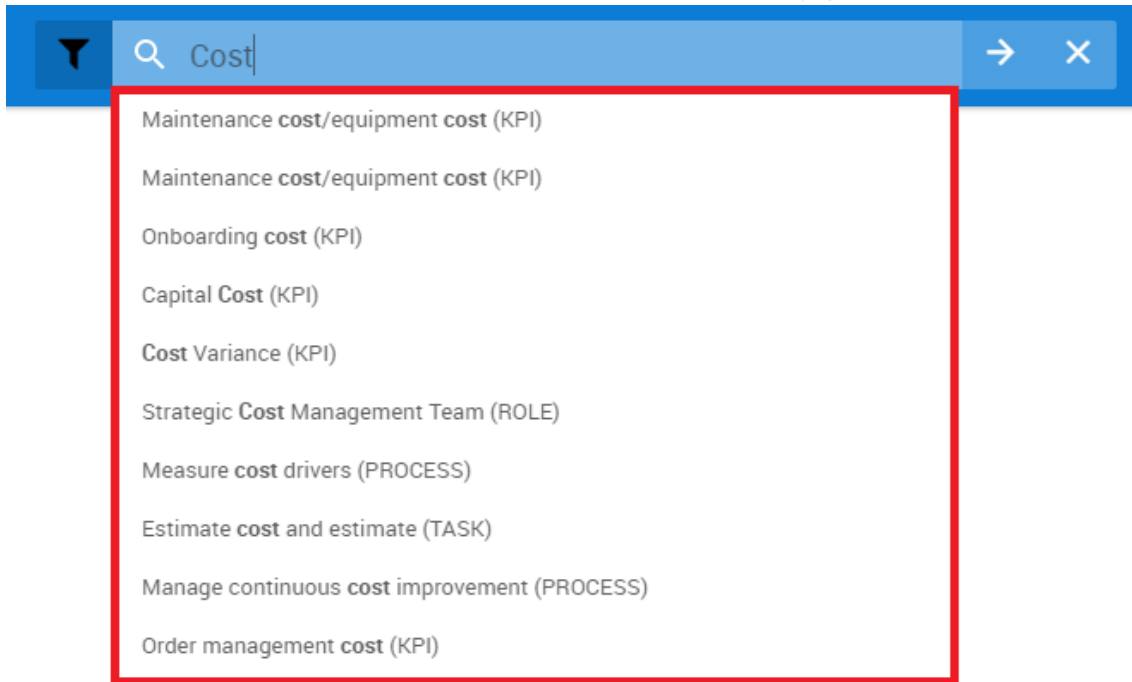 Cost
Maintenance cost/equipment cost (KPI)
Maintenance cost/equipment cost (KPI)
Onboarding cost (KPI)
Capital Cost (KPI)
Cost Variance (KPI)
Strategic Cost Management Team (ROLE)
Measure cost drivers (PROCESS)
Estimate cost and estimate (TASK)
Manage continuous cost improvement (PROCESS)
Order management cost (KPI)